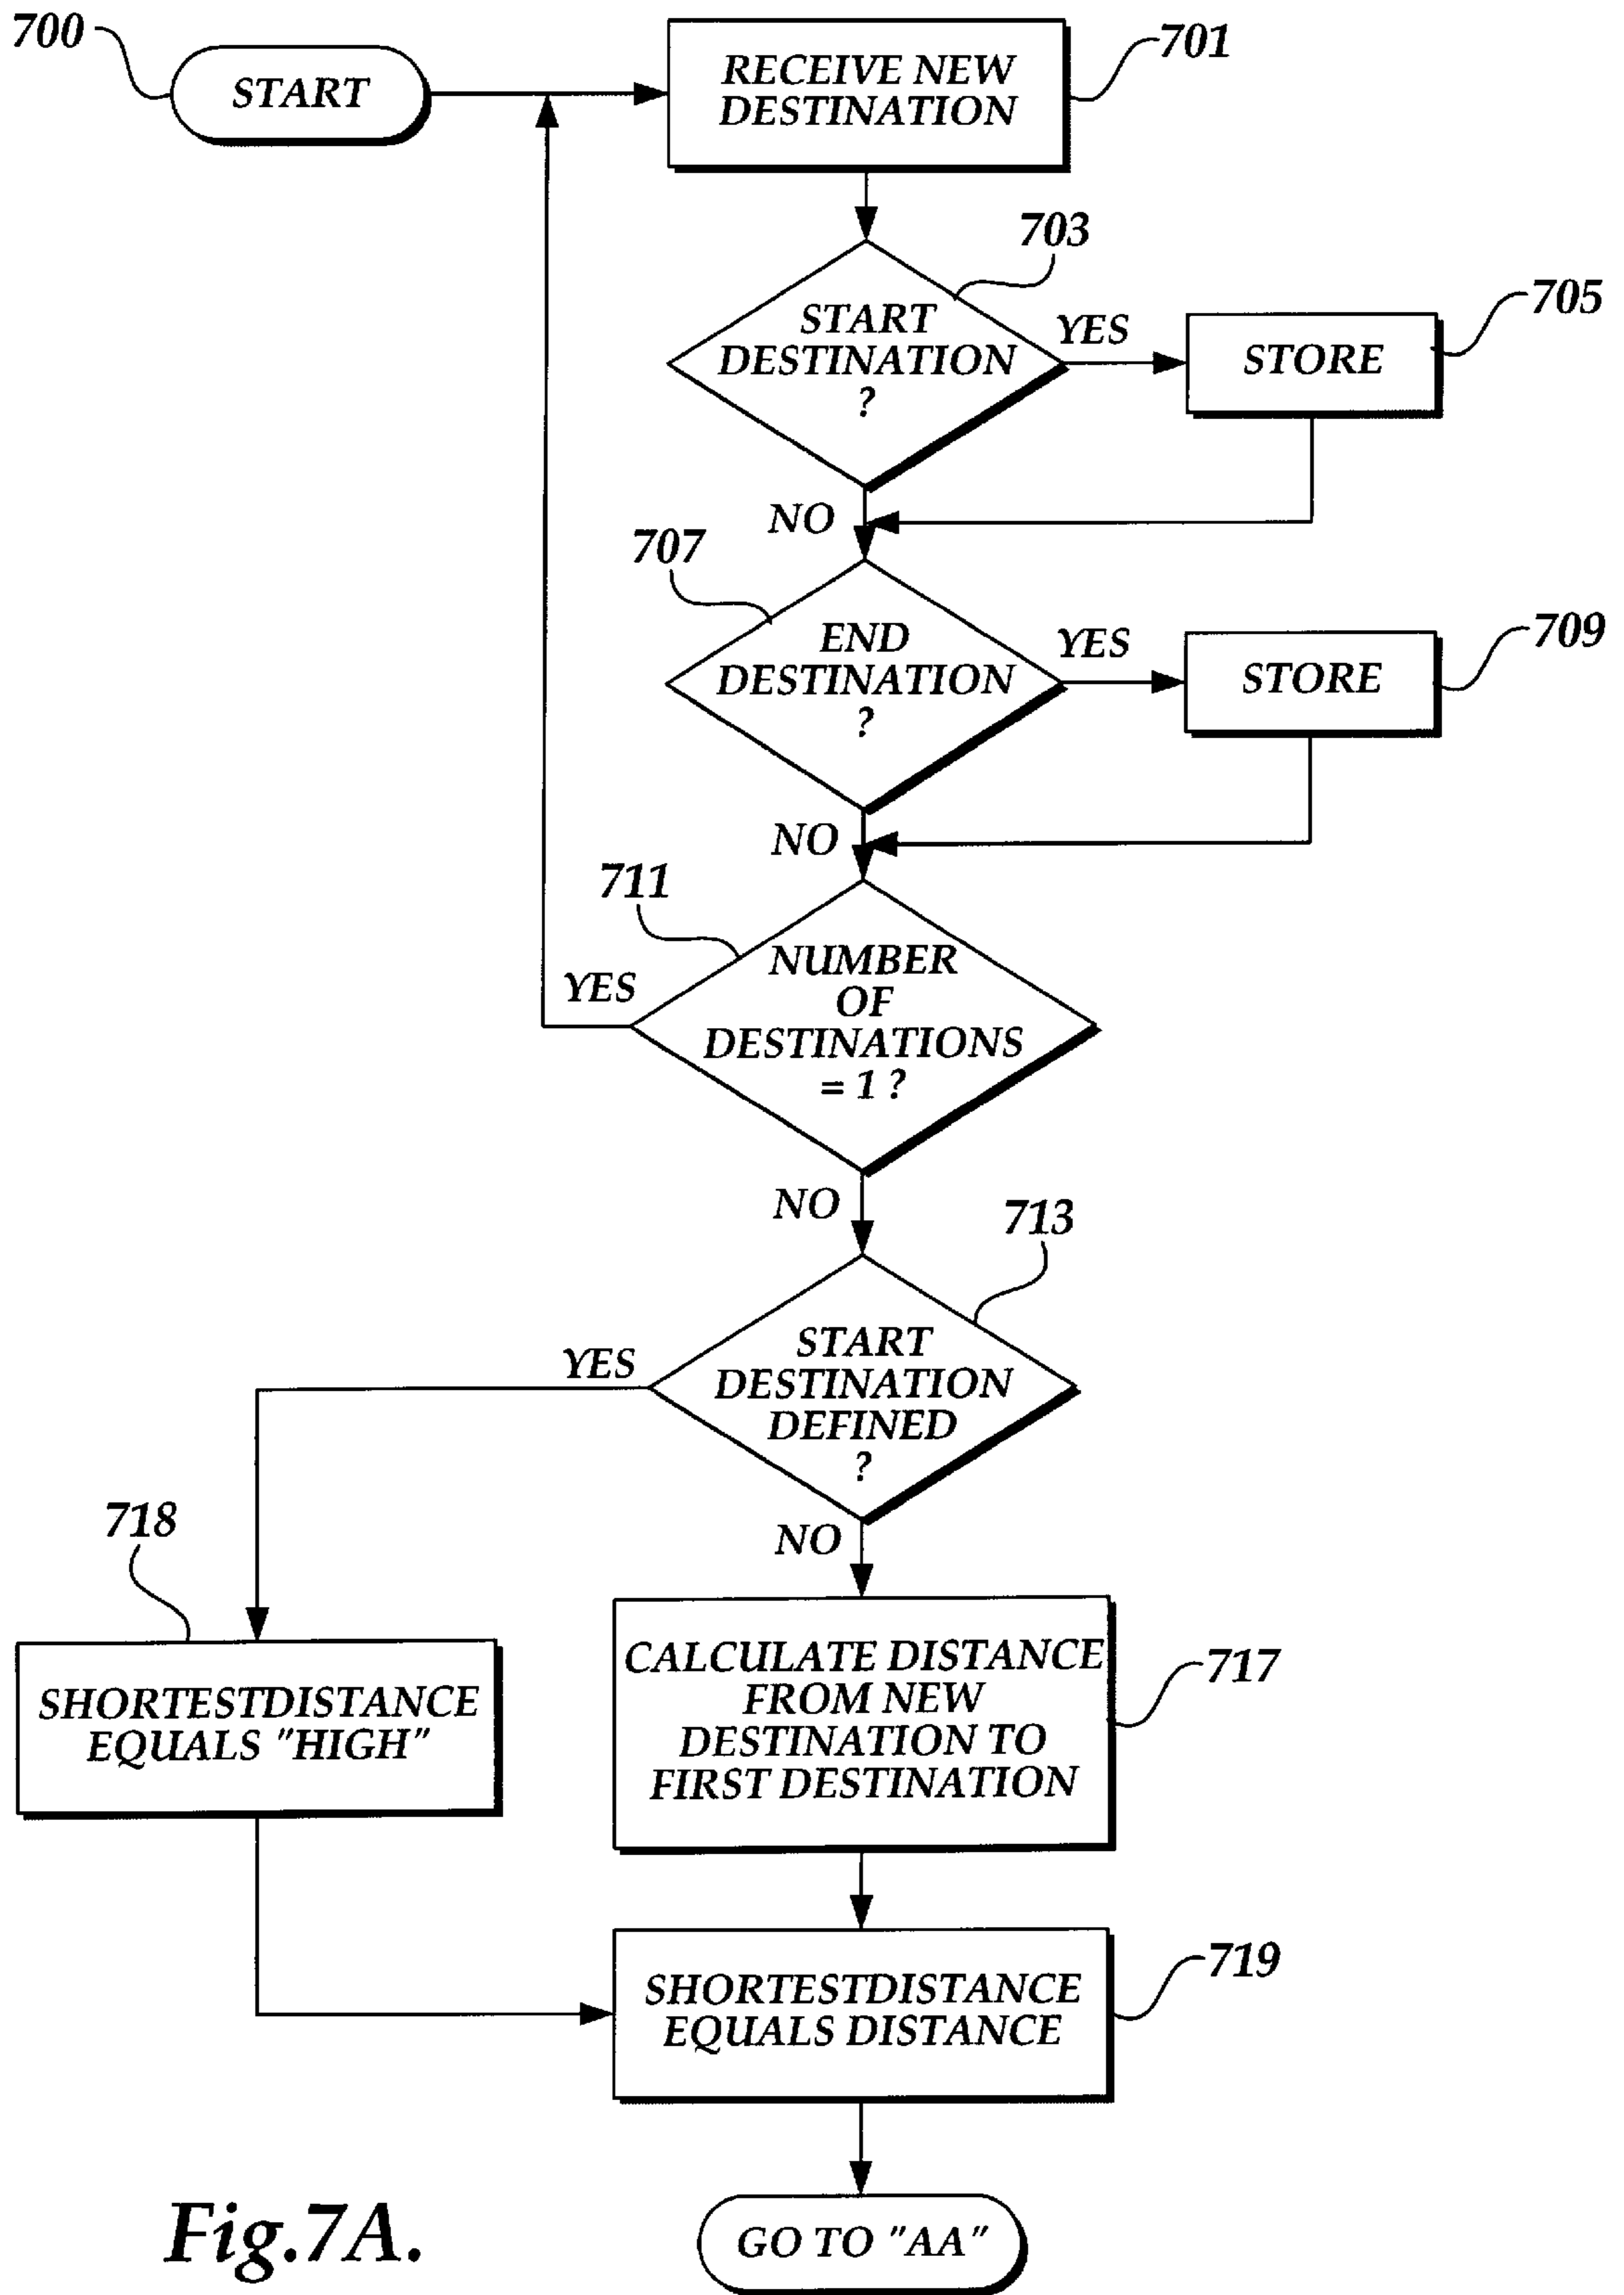 700
START
RECEIVE NEW
DESTINATION
701
703
START
DESTINATION
?
YES
STORE
705
NO
707
END
DESTINATION
?
YES
STORE
709
NO
711
NUMBER
OF
DESTINATIONS
= 1 ?
YES
NO
713
START
DESTINATION
DEFINED
?
YES
NO
718
SHORTESTDISTANCE
EQUALS "HIGH"
CALCULATE DISTANCE
FROM NEW
DESTINATION TO
FIRST DESTINATION
717
SHORTESTDISTANCE
EQUALS DISTANCE
719
GO TO "AA"
Fig.7A.